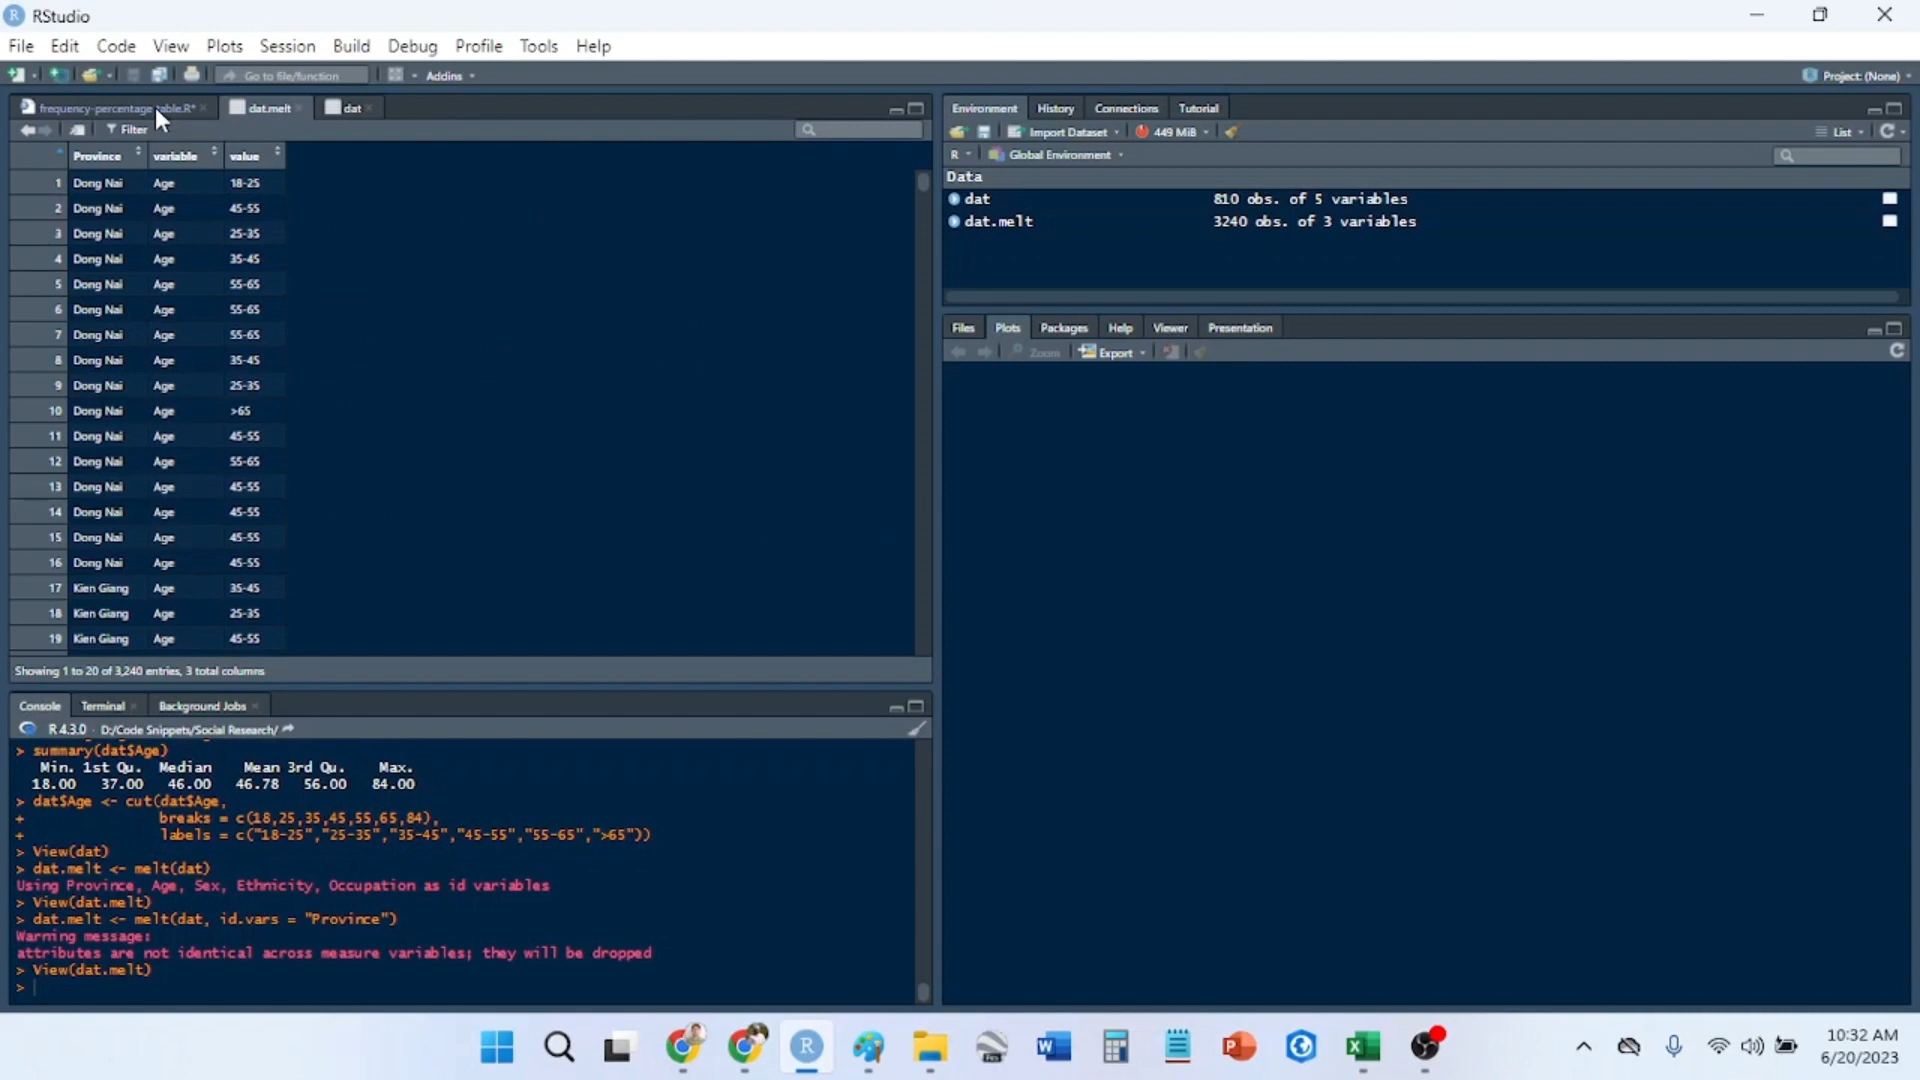 RStudio
File Edit Code View Plots Session Build Debug Profile Tools Help
Go to file/function Addins Project: (None)
frequency-percentage table.R* dat.melt dat
Filter
Province variable value
1 Dong Nai Age 18-25
2 Dong Nai Age 45-55
3 Dong Nai Age 25-35
4 Dong Nai Age 35-45
5 Dong Nai Age 55-65
6 Dong Nai Age 55-65
7 Dong Nai Age 55-65
8 Dong Nai Age 35-45
9 Dong Nai Age 25-35
10 Dong Nai Age >65
11 Dong Nai Age 45-55
12 Dong Nai Age 55-65
13 Dong Nai Age 45-55
14 Dong Nai Age 45-55
15 Dong Nai Age 45-55
16 Dong Nai Age 45-55
17 Kien Giang Age 35-45
18 Kien Giang Age 25-35
19 Kien Giang Age 45-55
Showing 1 to 20 of 3,240 entries, 3 total columns
Console Terminal Background Jobs
R 4.3.0 · D:/Code Snippets/Social Research/
> summary(dat$Age)
Min. 1st Qu. Median Mean 3rd Qu. Max.
18.00 37.00 46.00 46.78 56.00 84.00
> dat$Age <- cut(dat$Age,
+ breaks = c(18,25,35,45,55,65,84),
+ labels = c("18-25","25-35","35-45","45-55","55-65",">65"))
> View(dat)
> dat.melt <- melt(dat)
Using Province, Age, Sex, Ethnicity, Occupation as id variables
> View(dat.melt)
> dat.melt <- melt(dat, id.vars = "Province")
Warning message:
attributes are not identical across measure variables; they will be dropped
> View(dat.melt)
>
Environment History Connections Tutorial
Import Dataset 449 MiB List
R Global Environment
Data
dat 810 obs. of 5 variables
dat.melt 3240 obs. of 3 variables
Files Plots Packages Help Viewer Presentation
Zoom Export
10:32 AM
6/20/2023